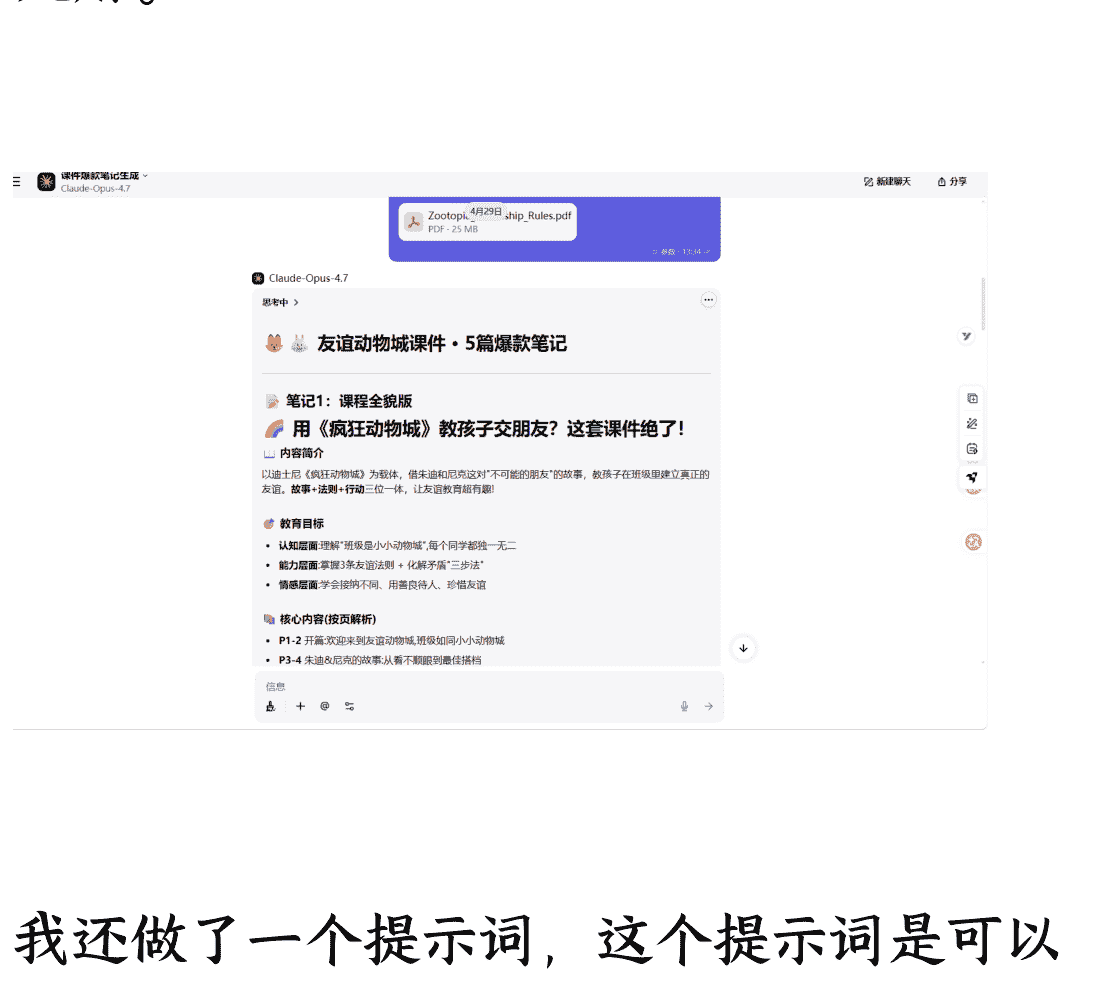 课件爆款笔记生成
Claude-Opus-4.7
新建聊天
分享
4月29日
PDF · 25 MB
Claude-Opus-4.7
思考中
友谊动物城课件 • 5篇爆款笔记
笔记1：课程全貌版
用《疯狂动物城》教孩子交朋友？这套课件绝了！
内容简介
以迪士尼《疯狂动物城》为载体，借朱迪和尼克这对"不可能的朋友"的故事，教孩子在班级里建立真正的
友谊。故事+法则+行动三位一体，让友谊教育超有趣!
教育目标
• 认知层面:理解"班级是小小动物城",每个同学都独一无二
• 能力层面:掌握3条友谊法则 + 化解矛盾"三步法"
• 情感层面:学会接纳不同、用善良待人、珍惜友谊
核心内容(按页解析)
• P1-2 开篇:欢迎来到友谊动物城,班级如同小小动物城
• P3-4 朱迪&尼克的故事:从看不顺眼到最佳搭档
信息
我还做了一个提示词，这个提示词是可以